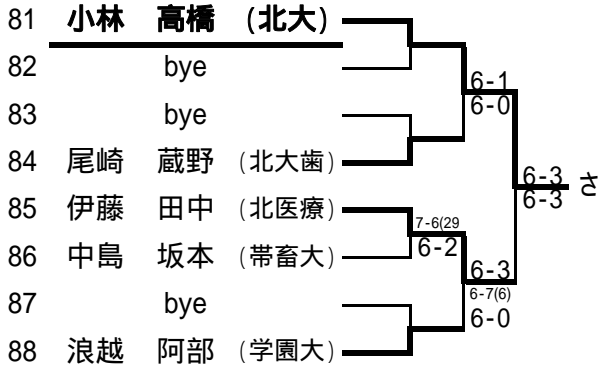 81 小林 高橋 (北大)
82 bye
83 bye
84 尾崎 蔵野 (北大歯)
85 伊藤 田中 (北医療)
86 中島 坂本 (帯畜大)
87 bye
88 浪越 阿部 (学園大)
6-1
6-0
7-6(29
6-2
6-3
6-7(6)
6-0
6-3
6-3
さ